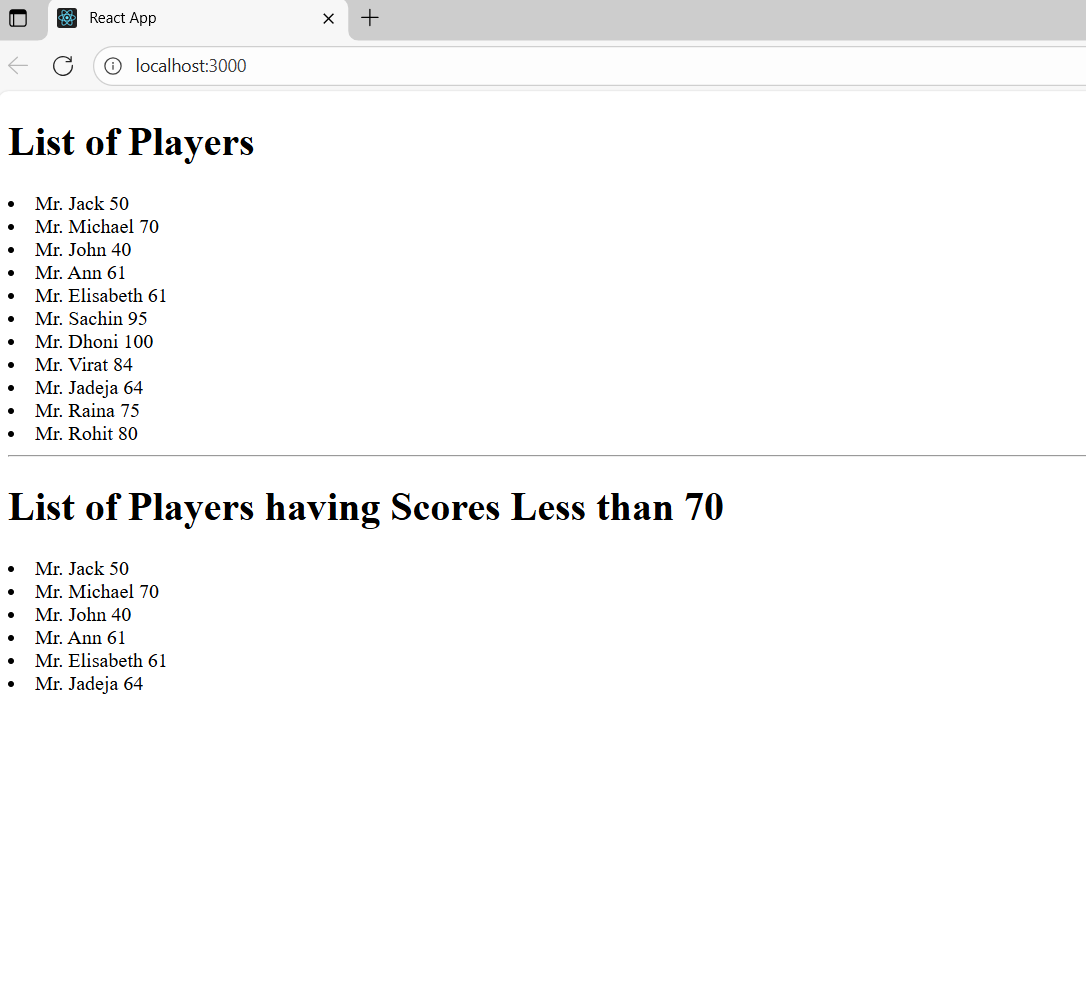 React App
localhost:3000
List of Players
Mr. Jack 50
Mr. Michael 70
Mr. John 40
Mr. Ann 61
Mr. Elisabeth 61
Mr. Sachin 95
Mr. Dhoni 100
Mr. Virat 84
Mr. Jadeja 64
Mr. Raina 75
Mr. Rohit 80
List of Players having Scores Less than 70
Mr. Jack 50
Mr. Michael 70
Mr. John 40
Mr. Ann 61
Mr. Elisabeth 61
Mr. Jadeja 64